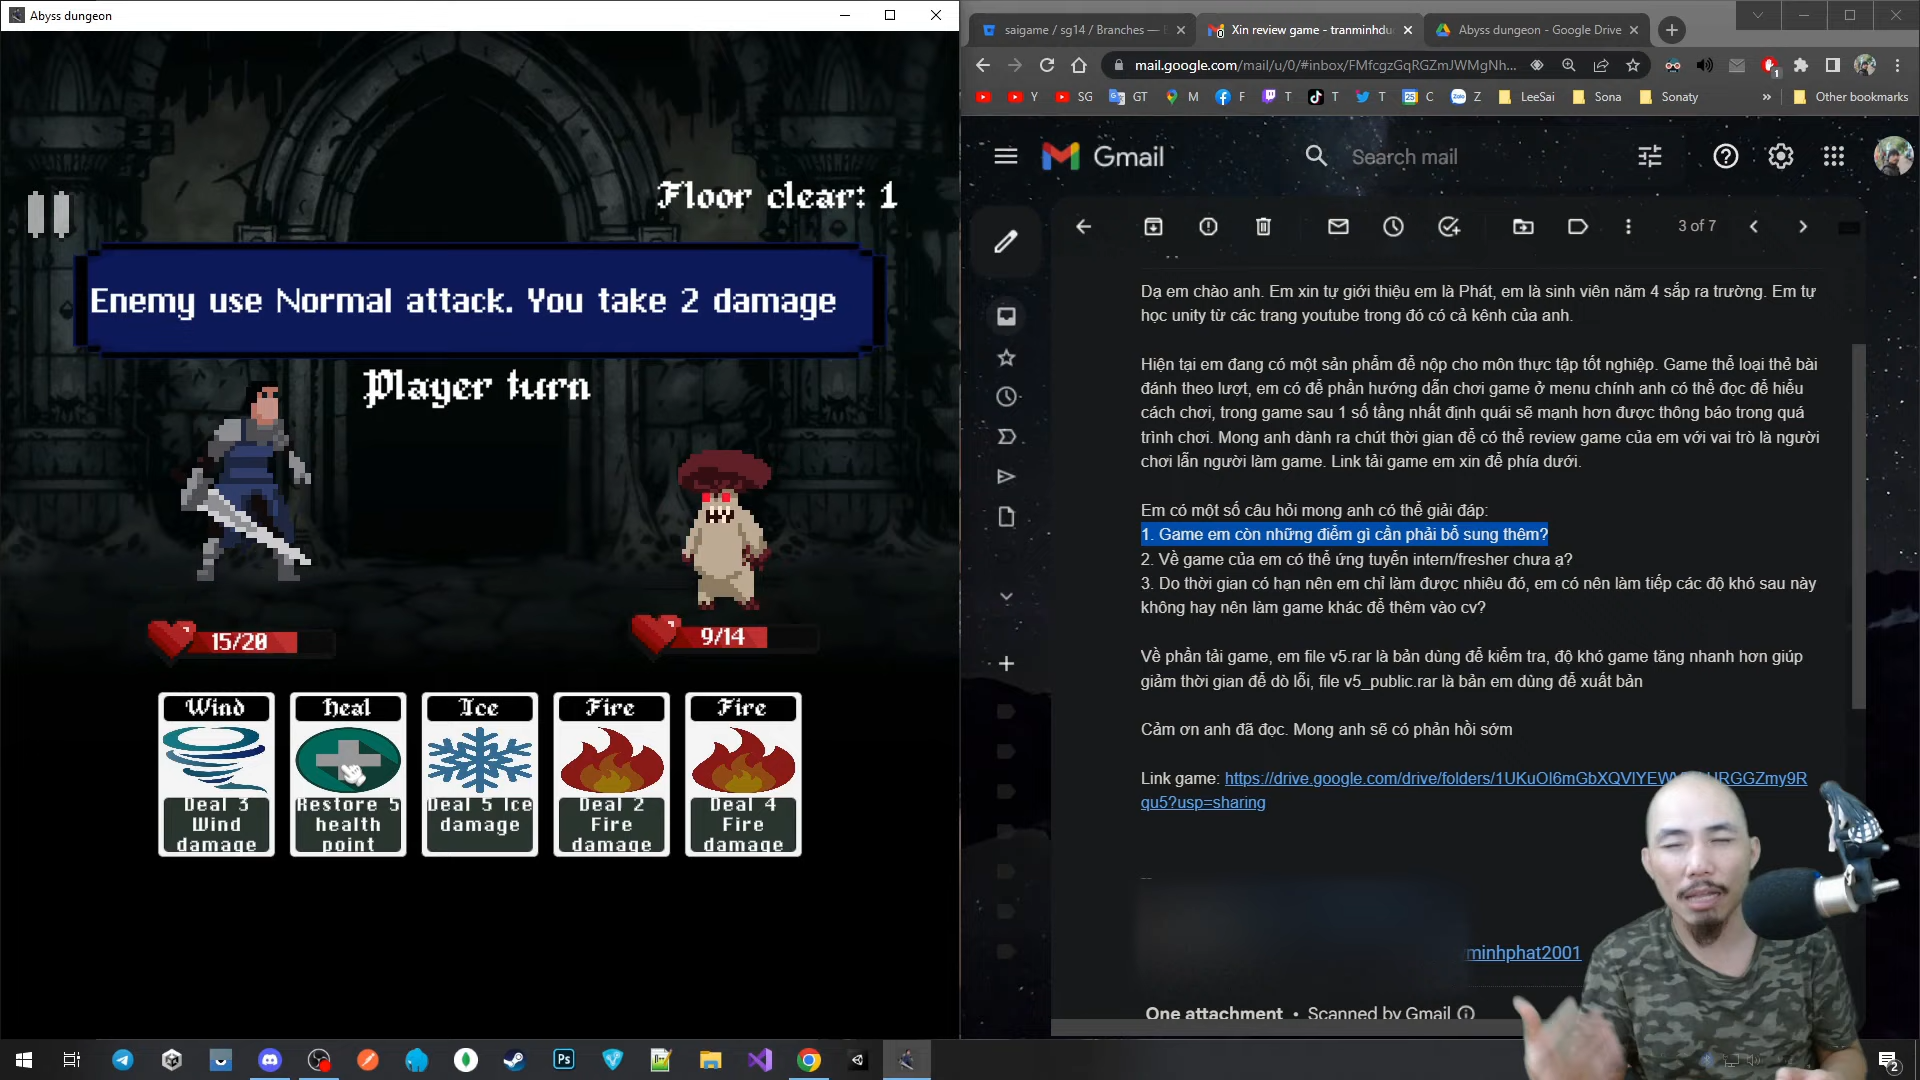 Abyss dungeon
Floor clear: 1
Enemy use Normal attack. You take 2 damage
Player turn
15/20
9/14
Wind
Deal 3
Wind
damage
Heal
Restore 5
health
point
Ice
Deal 5 Ice
damage
Fire
Deal 2
Fire
damage
Fire
Deal 4
Fire
damage
saigame / sg14 / Branches —
Xin review game - tranminhdu
Abyss dungeon - Google Drive
mail.google.com/mail/u/0/#inbox/FMfcgzGqRGZmJWMgNh...
1
Y
SG
GT
M
F
T
T
T
25
C
Zalo
Z
LeeSai
Sona
Sonaty
»
Other bookmarks
Gmail
Search mail
3 of 7
Dạ em chào anh. Em xin tự giới thiệu em là Phát, em là sinh viên năm 4 sắp ra trường. Em tự
học unity từ các trang youtube trong đó có cả kênh của anh.
Hiện tại em đang có một sản phẩm để nộp cho môn thực tập tốt nghiệp. Game thể loại thẻ bài
đánh theo lượt, em có để phần hướng dẫn chơi game ở menu chính anh có thể đọc để hiểu
cách chơi, trong game sau 1 số tầng nhất định quái sẽ mạnh hơn được thông báo trong quá
trình chơi. Mong anh dành ra chút thời gian để có thể review game của em với vai trò là người
chơi lẫn người làm game. Link tải game em xin để phía dưới.
Em có một số câu hỏi mong anh có thể giải đáp:
1. Game em còn những điểm gì cần phải bổ sung thêm?
2. Về game của em có thể ứng tuyển intern/fresher chưa ạ?
3. Do thời gian có hạn nên em chỉ làm được nhiêu đó, em có nên làm tiếp các độ khó sau này
không hay nên làm game khác để thêm vào cv?
Về phần tải game, em file v5.rar là bản dùng để kiểm tra, độ khó game tăng nhanh hơn giúp
giảm thời gian để dò lỗi, file v5_public.rar là bản em dùng để xuất bản
Cảm ơn anh đã đọc. Mong anh sẽ có phản hồi sớm
Link game: https://drive.google.com/drive/folders/1UKuOl6mGbXQVlYEW RGGZmy9R
qu5?usp=sharing
minhphat2001
One attachment • Scanned by Gmail
Ps
2